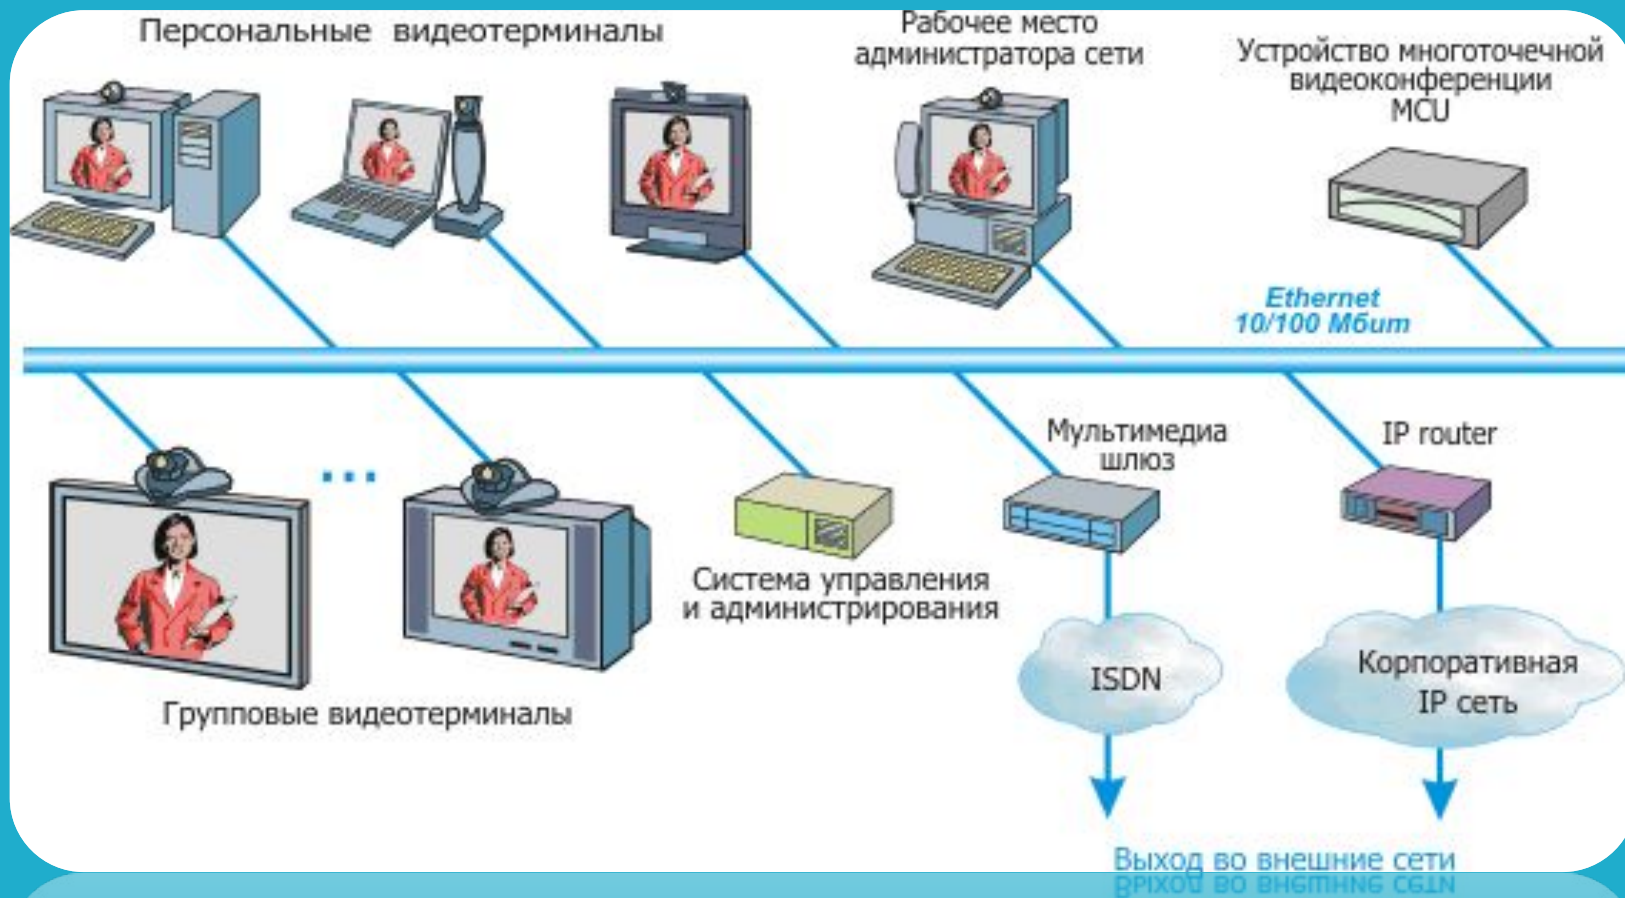 Персональные видеотерминалы
Рабочее место
администратора сети
Устройство многоточечной
видеоконференции
MCU
Ethernet
10/100 Мбит
Мультимедиа
шлюз
IP router
Система управления
и администрирования
ISDN
Корпоративная
IP сеть
Групповые видеотерминалы
Выход во внешние сети